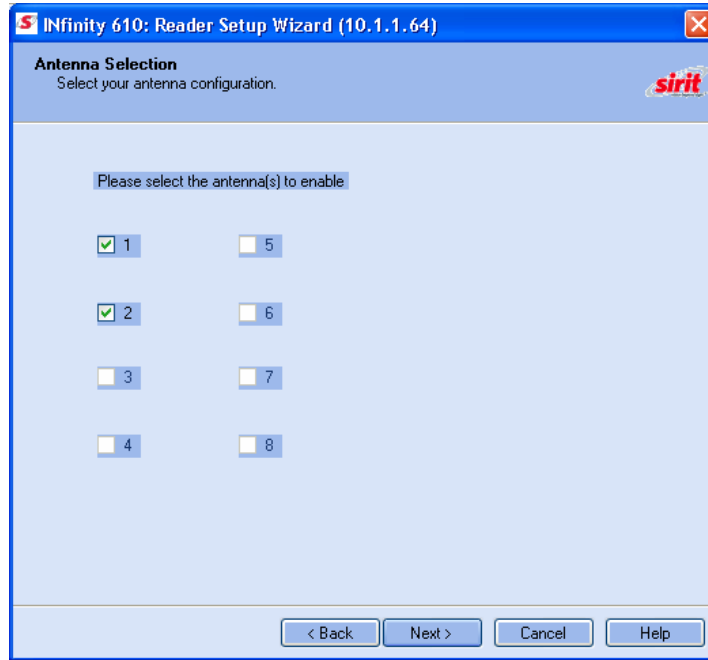 INfinity 610: Reader Setup Wizard (10.1.1.64)
Antenna Selection
Select your antenna configuration.
sirit
Please select the antenna(s) to enable
1 5
2 6
3 7
4 8
< Back Next > Cancel Help